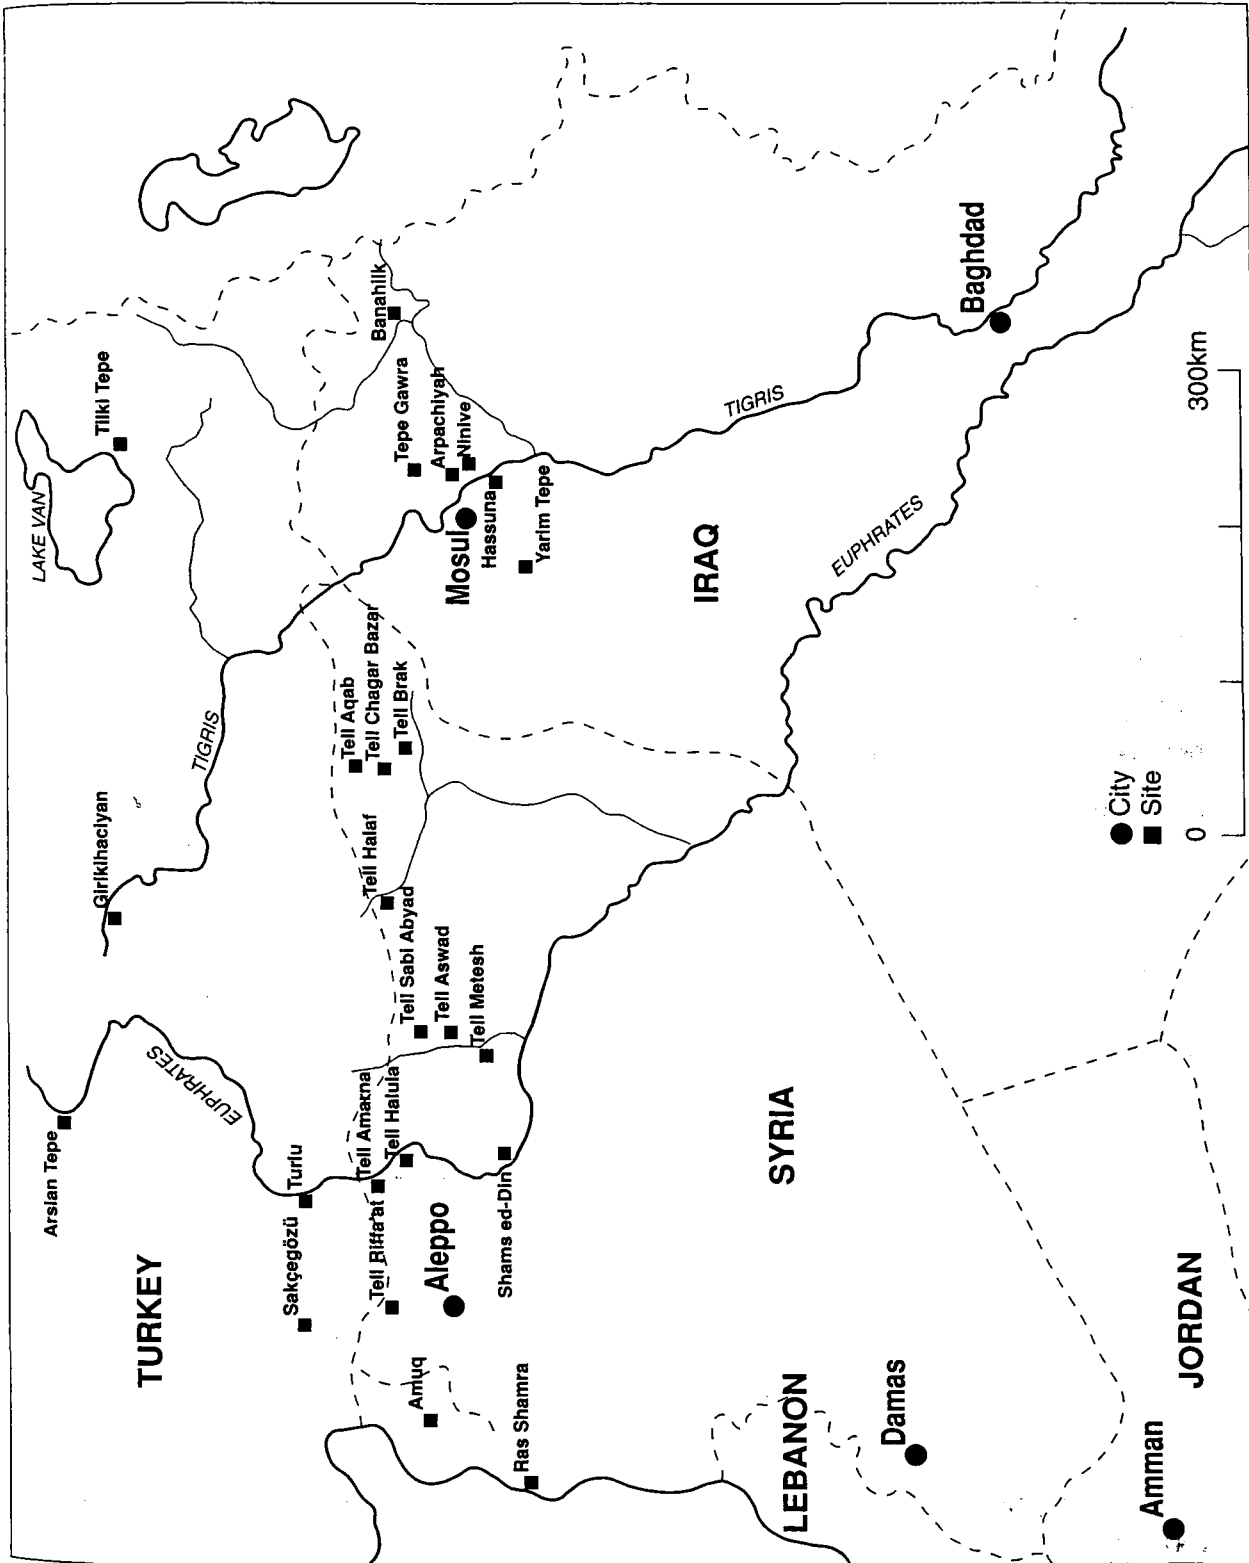 LAKE VAN
Tilki Tepe
Girikihaciyan
TIGRIS
Arslan Tepe
EUPHRATES
TURKEY
Sakçegözü
Turlu
Tell Amarna
Tell Halula
Tell Riffa'at
Aleppo
Amuq
Ras Shamra
Shams ed-Din
Tell Sabi Abyad
Tell Aswad
Tell Metesh
Tell Halaf
Tell Aqab
Tell Chagar Bazar
Tell Brak
Banahilk
Tepe Gawra
Arpachiyah
Ninive
Mosul
Hassuna
Yarim Tepe
TIGRIS
IRAQ
EUPHRATES
Baghdad
SYRIA
LEBANON
Damas
JORDAN
Amman
City
Site
0
300km